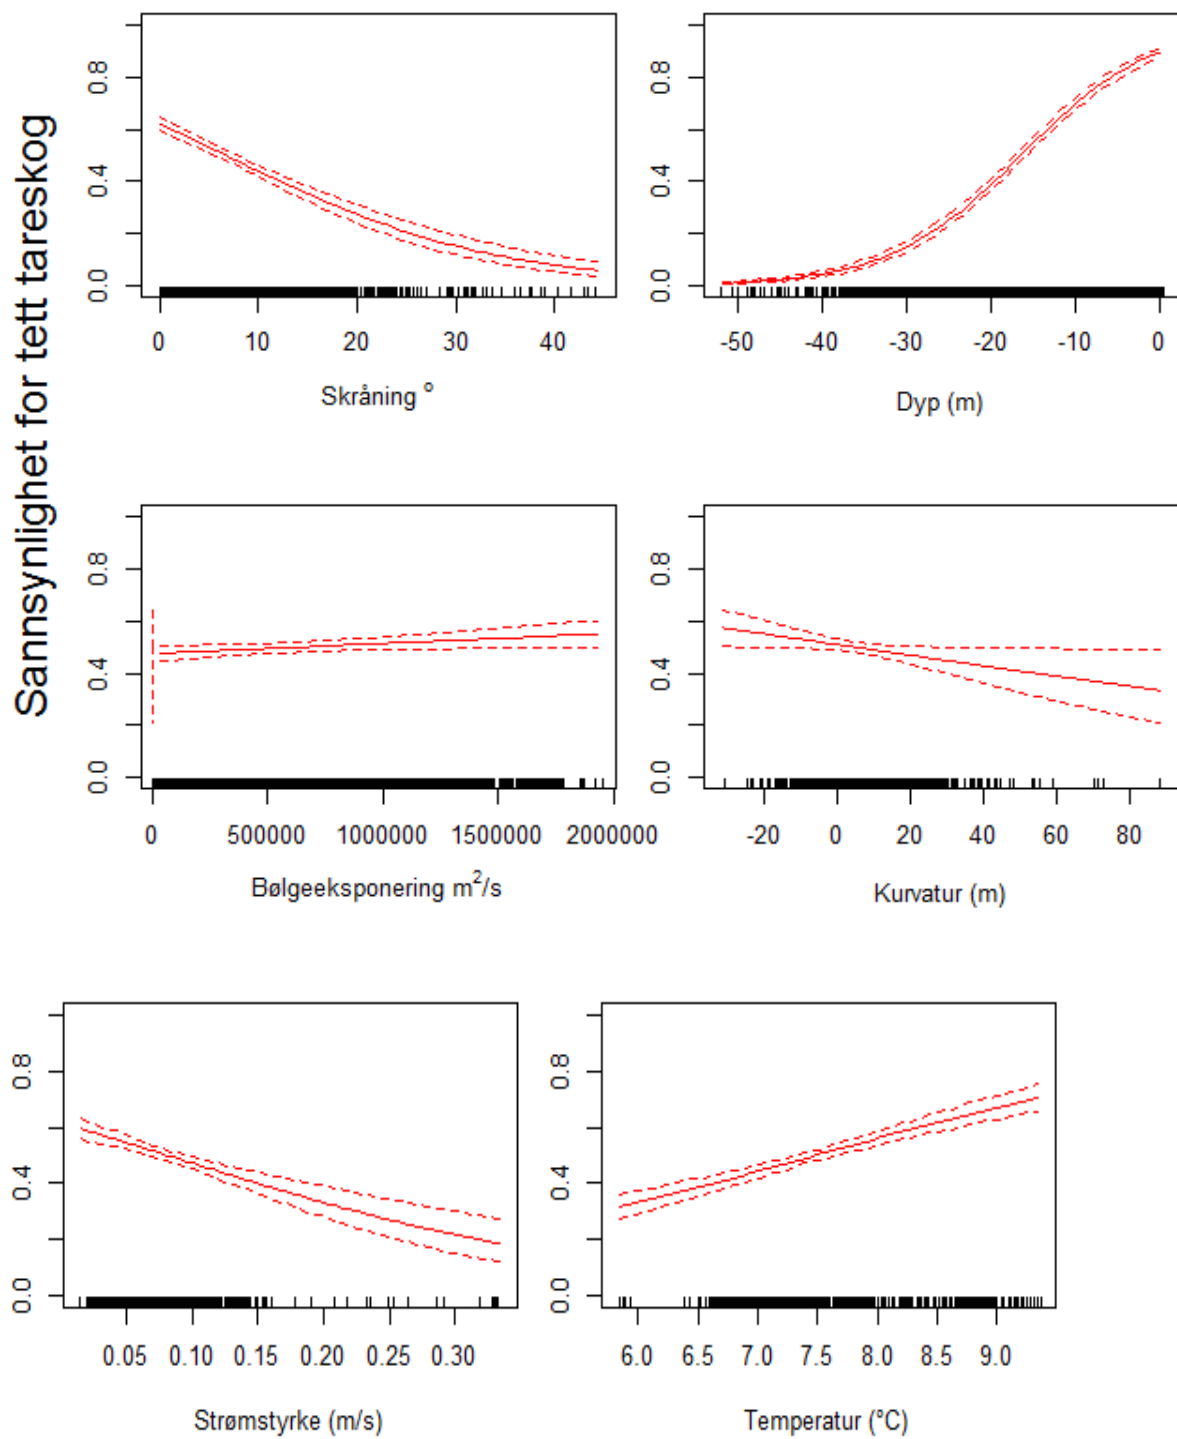 Sannsynlighet for tett tareskog
0.0 0.4 0.8
0 10 20 30 40
Skråning °
0.0 0.4 0.8
-50 -40 -30 -20 -10 0
Dyp (m)
0.0 0.4 0.8
0 500000 1000000 1500000 2000000
Bølgeeksponering m²/s
0.0 0.4 0.8
-20 0 20 40 60 80
Kurvatur (m)
0.0 0.4 0.8
0.05 0.10 0.15 0.20 0.25 0.30
Strømstyrke (m/s)
0.0 0.4 0.8
6.0 6.5 7.0 7.5 8.0 8.5 9.0
Temperatur (°C)